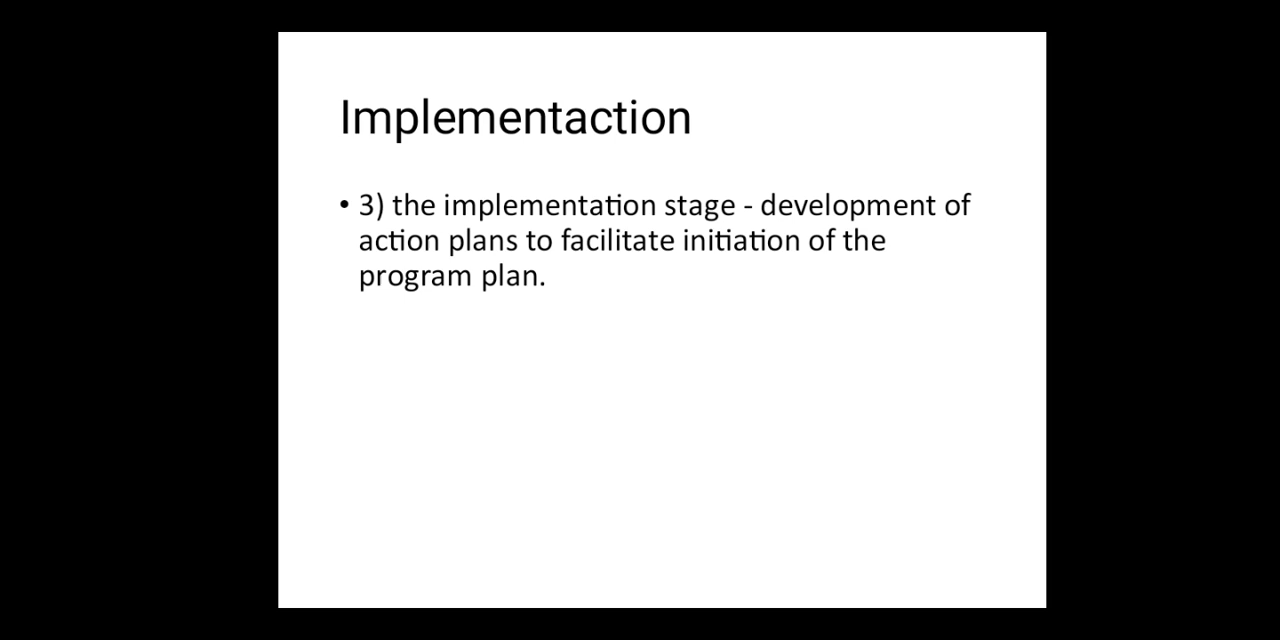 Implementaction
• 3) the implementation stage - development of
action plans to facilitate initiation of the
program plan.